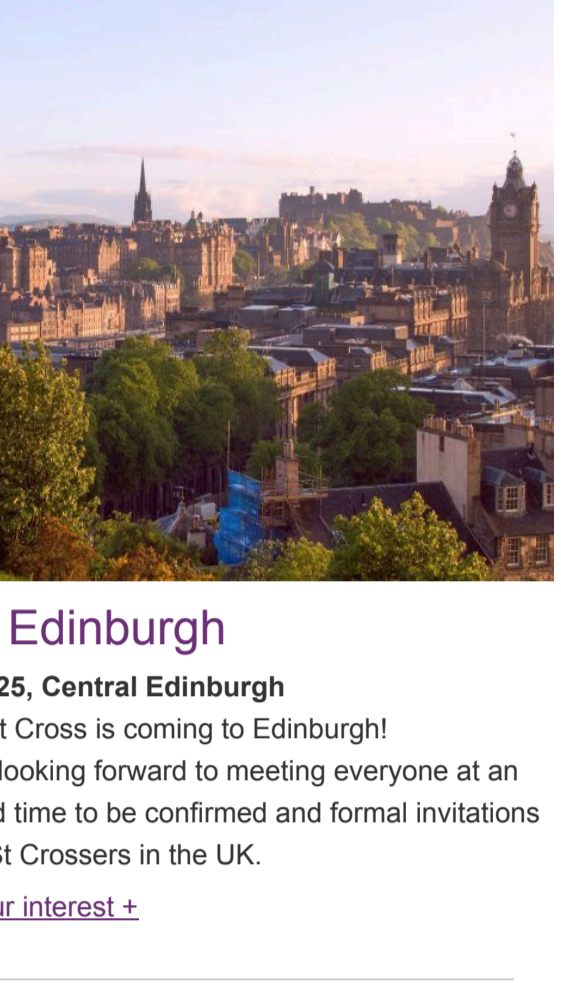 Edinburgh
25, Central Edinburgh
t Cross is coming to Edinburgh!
looking forward to meeting everyone at an
d time to be confirmed and formal invitations
St Crossers in the UK.
ur interest +